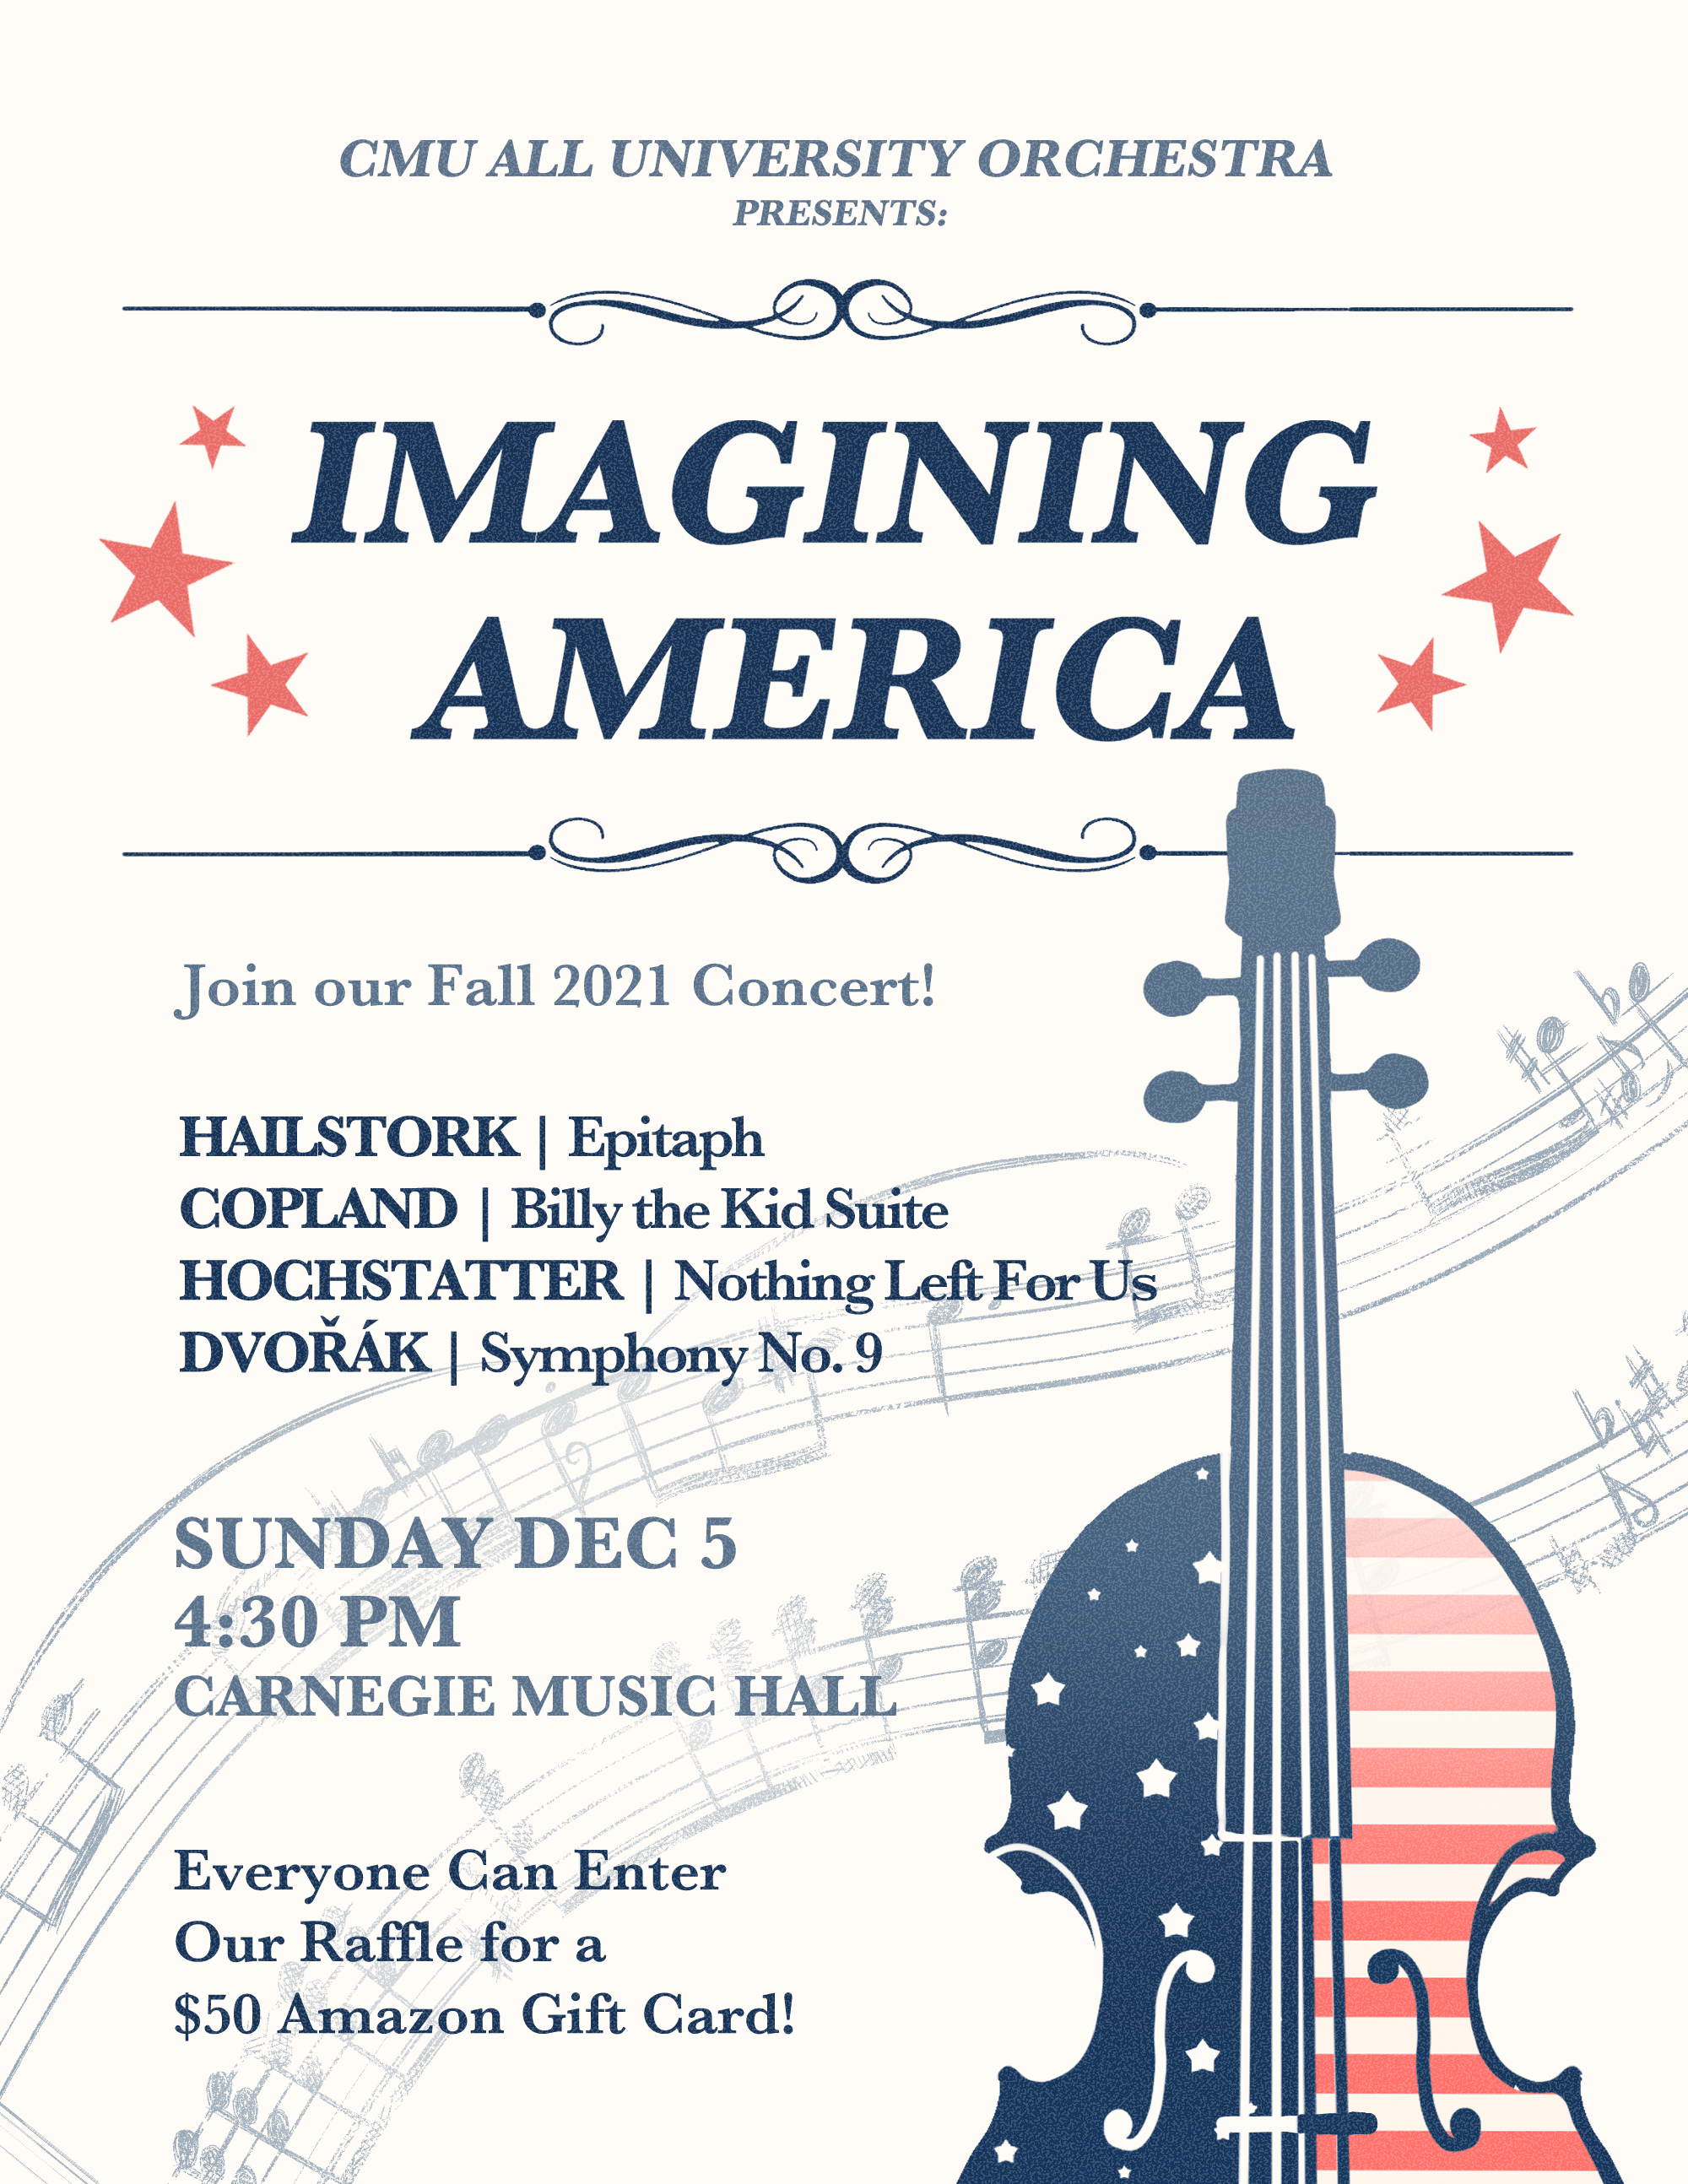 CMU ALL UNIVERSITY ORCHESTRA
PRESENTS:
IMAGINING
AMERICA
Join our Fall 2021 Concert!
HAILSTORK | Epitaph
COPLAND | Billy the Kid Suite
HOCHSTATTER | Nothing Left For Us
DVOŘÁK | Symphony No. 9
SUNDAY DEC 5
4:30 PM
CARNEGIE MUSIC HALL
Everyone Can Enter
Our Raffle for a
$50 Amazon Gift Card!